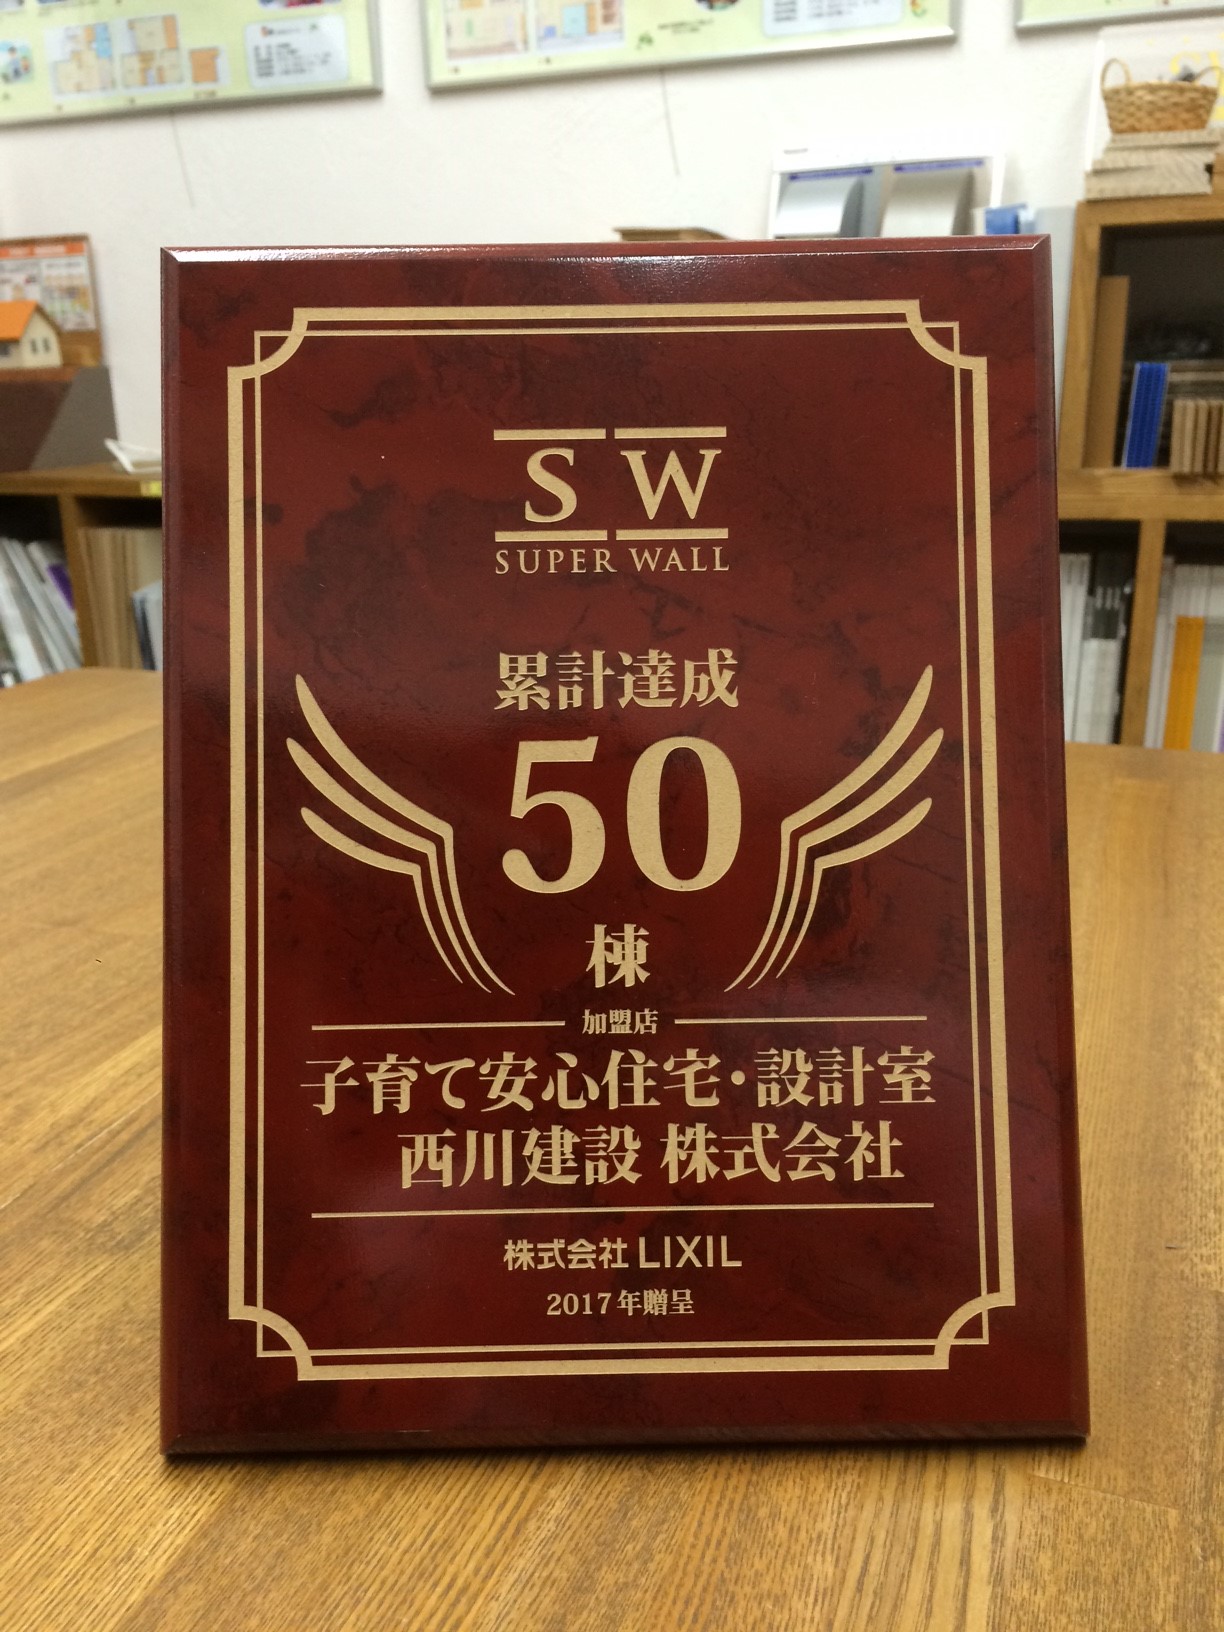 S W
SUPER WALL
累計達成
50
棟
加盟店
子育て安心住宅・設計室
西川建設 株式会社
株式会社 LIXIL
2017年贈呈